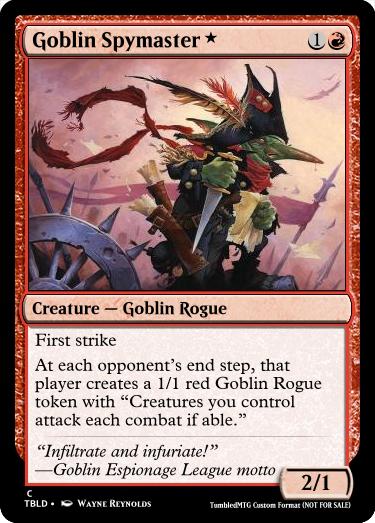 Goblin Spymaster ★ 1
Creature — Goblin Rogue
First strike
At each opponent's end step, that
player creates a 1/1 red Goblin Rogue
token with “Creatures you control
attack each combat if able.”
“Infiltrate and infuriate!”
—Goblin Espionage League motto
2/1
C
TBLD • Wayne Reynolds
TumbledMTG Custom Format (NOT FOR SALE)